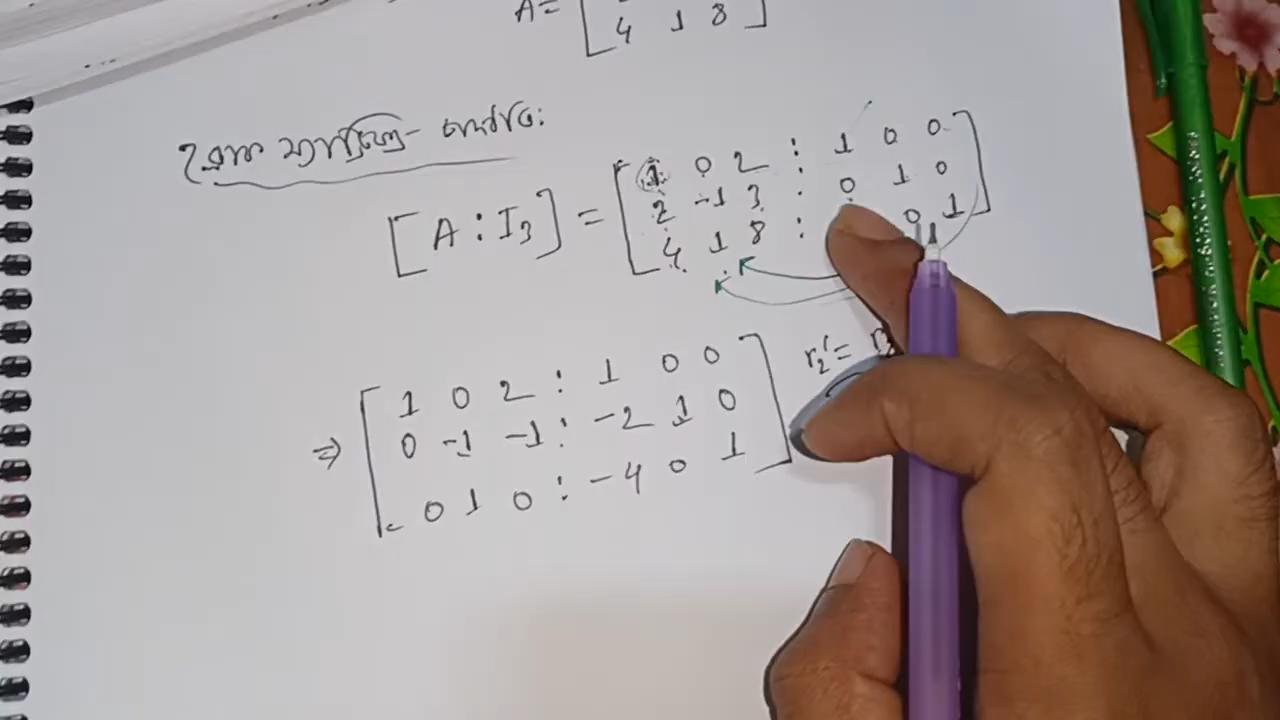 A = [
4 1 8 ]
ব্লক ম্যাট্রিক্স-
[A : I₃] = [ 1 0 2 : 1 0 0
2 -1 3 : 0 1 0
4 1 8 : 0 1 ]
⇒ [ 1 0 2 : 1 0 0
0 -1 -1 : -2 1 0
0 1 0 : -4 0 1 ]
r₂′ =